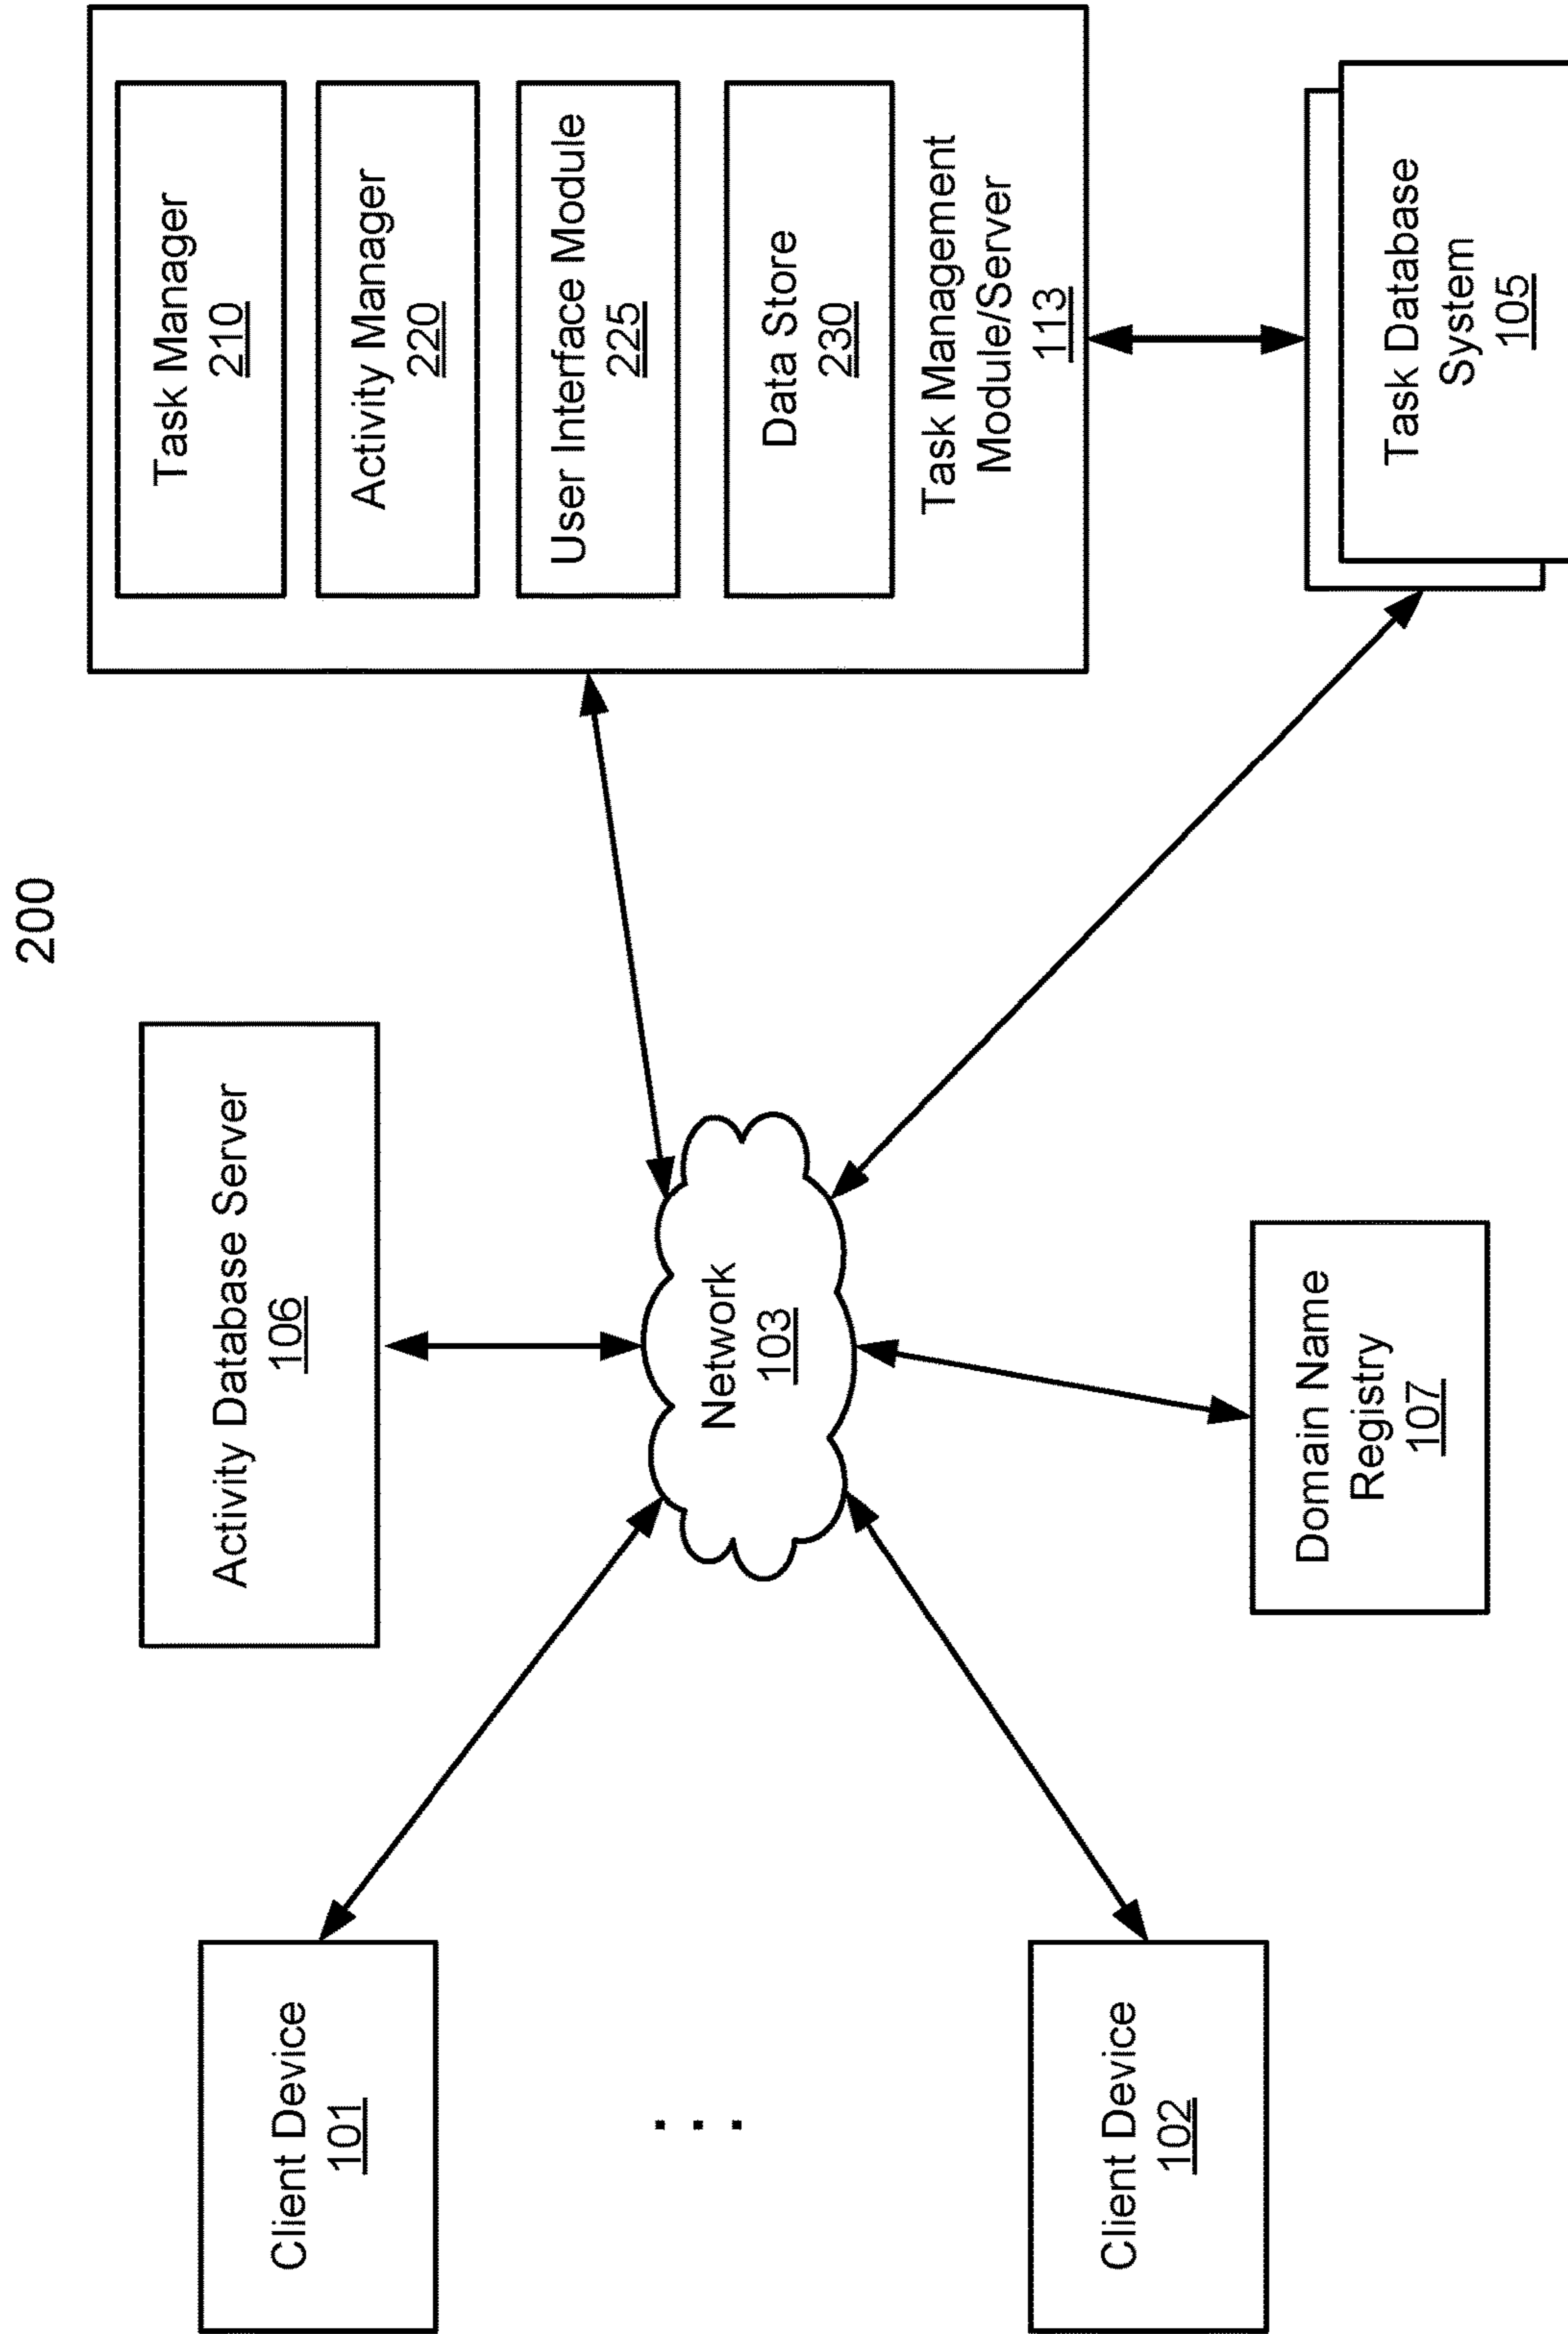 200
Client Device
101
. . .
Client Device
102
Activity Database Server
106
Network
103
Domain Name
Registry
107
Task Manager
210
Activity Manager
220
User Interface Module
225
Data Store
230
Task Management
Module/Server
113
Task Database
System
105